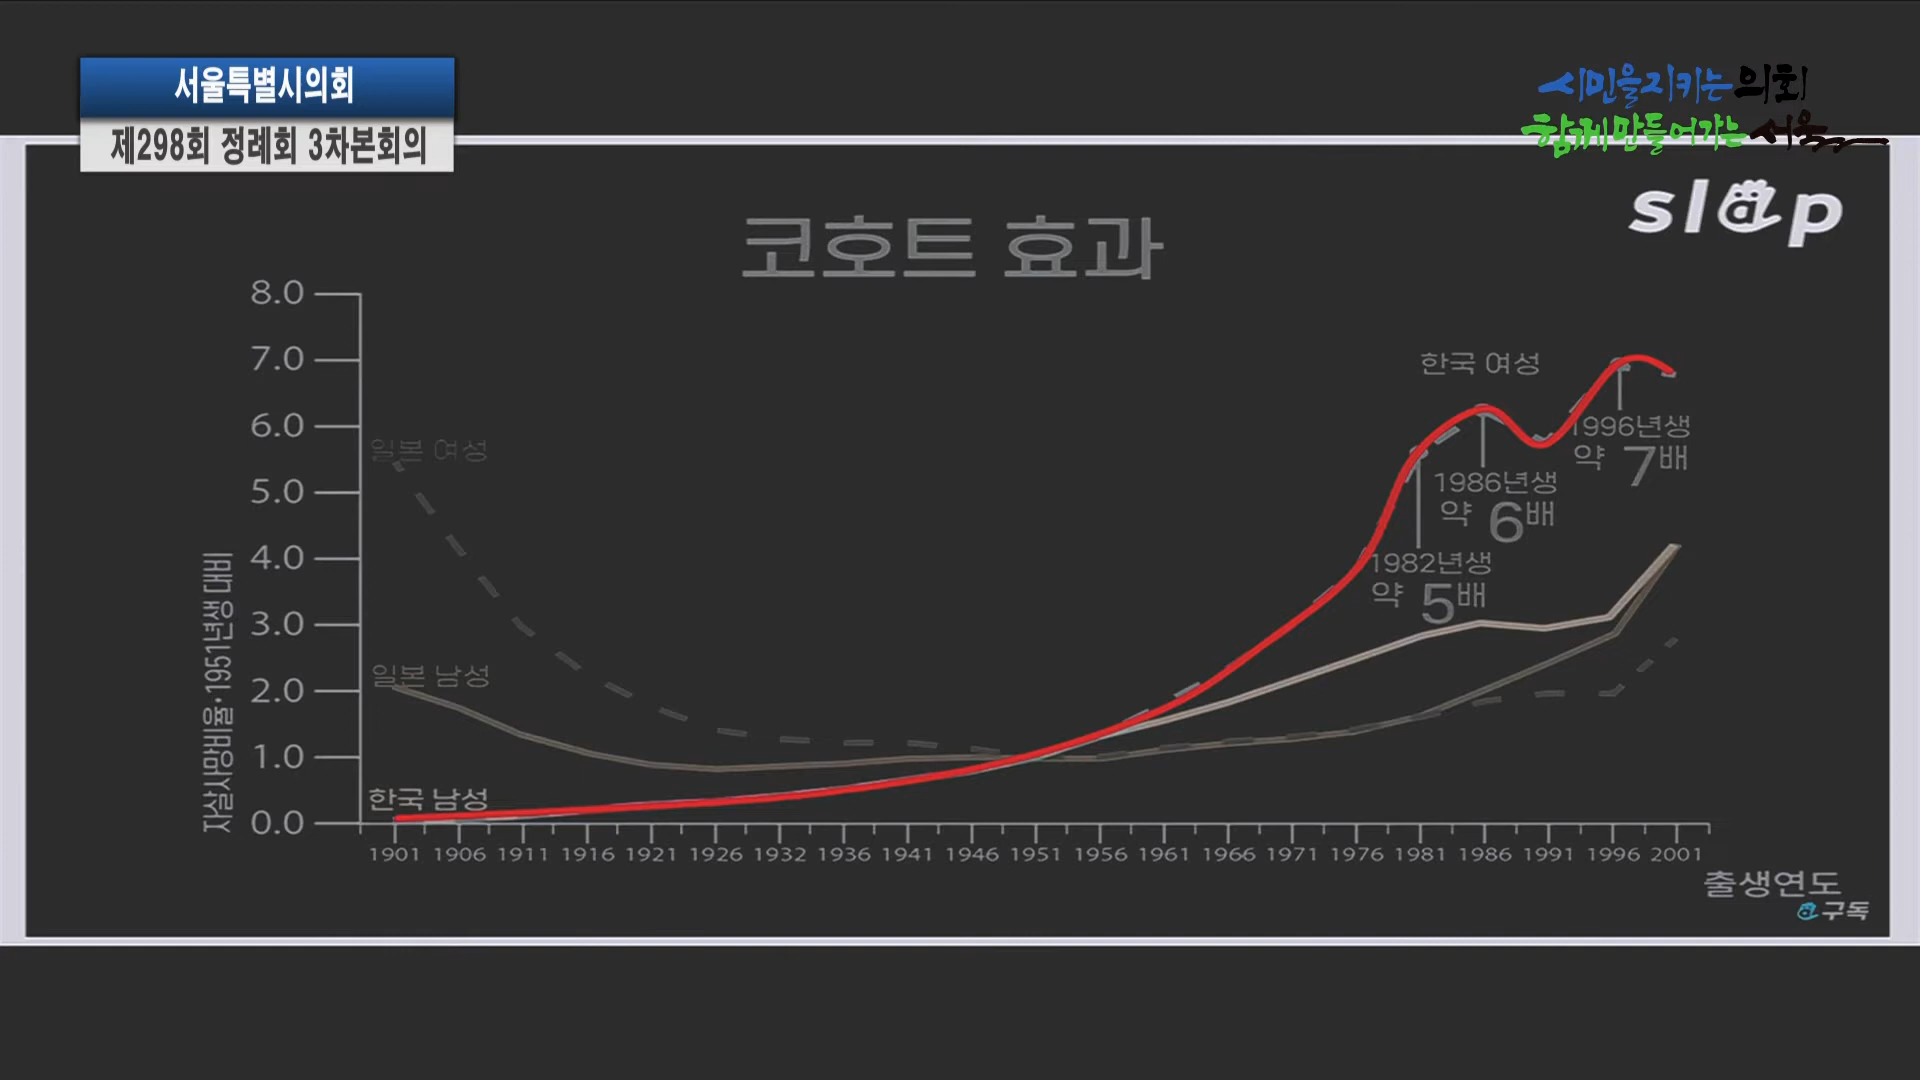 서울특별시의회
제298회 정례회 3차본회의
시민을지키는 의회
함께만들어가는 서울
slap
코호트 효과
8.0
7.0
6.0
5.0
4.0
3.0
2.0
1.0
0.0
자살사망비율·1951년생 대비
일본 여성
일본 남성
한국 남성
한국 여성
1996년생
약 7배
1986년생
약 6배
1982년생
약 5배
1901 1906 1911 1916 1921 1926 1932 1936 1941 1946 1951 1956 1961 1966 1971 1976 1981 1986 1991 1996 2001
출생연도
구독